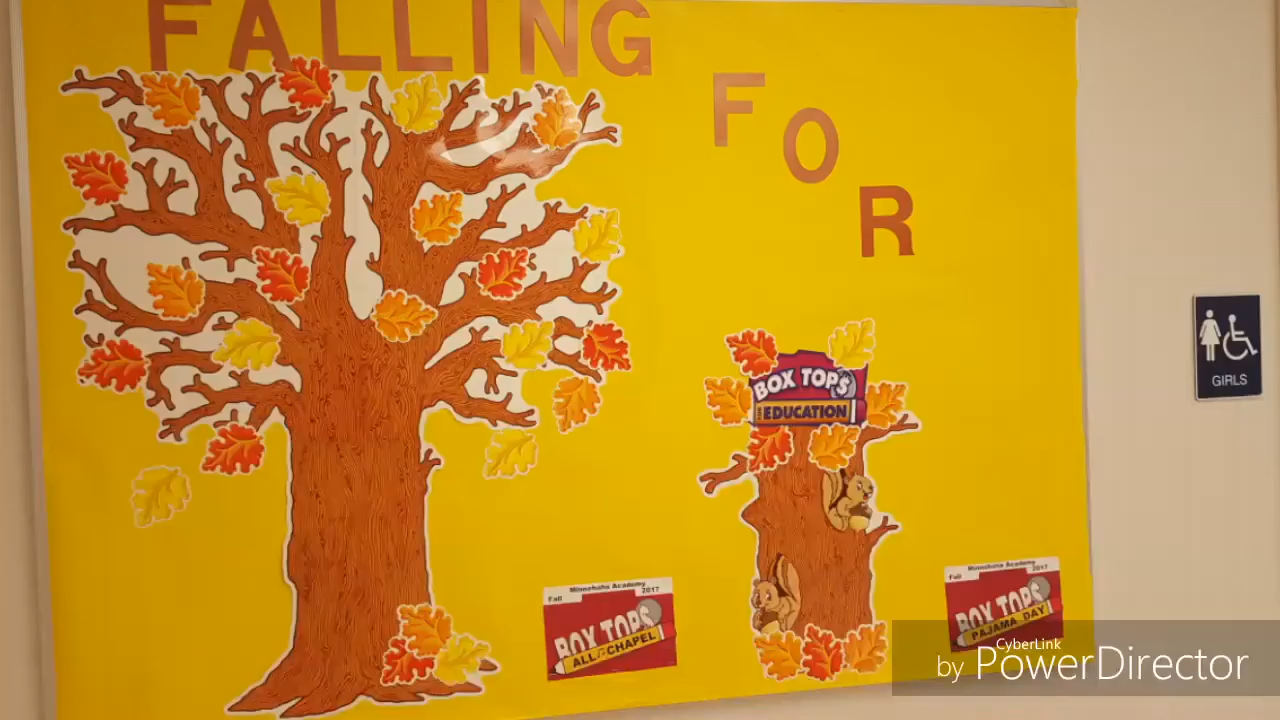 FALLING
FOR
BOX TOPS
FOR EDUCATION
GIRLS
Minnehaha Academy
Fall 2017
BOX TOPS
ALL♫CHAPEL
Minnehaha Academy
Fall 2017
BOX TOPS
PAJAMA DAY
CyberLink
by PowerDirector